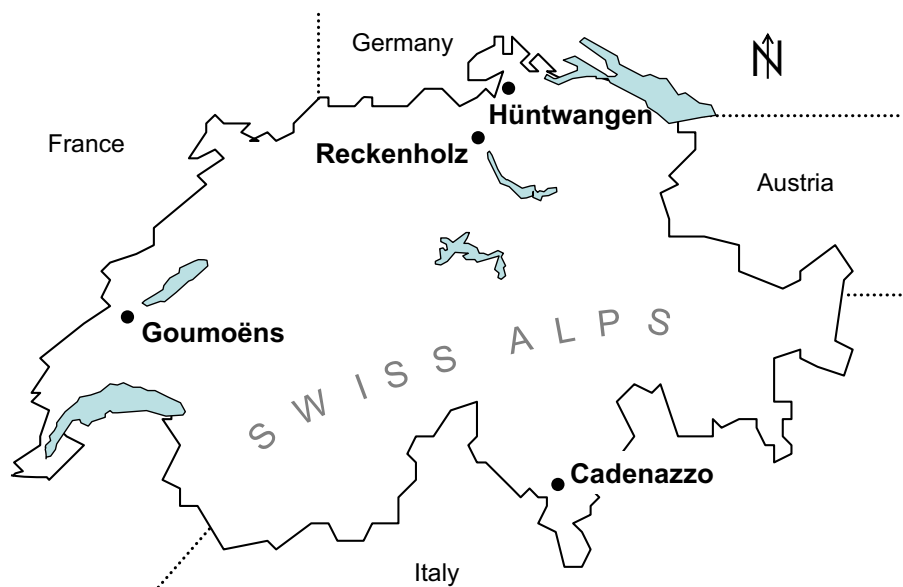 Germany
N
Hüntwangen
France
Reckenholz
Austria
Goumoëns
SWISS ALPS
Cadenazzo
Italy